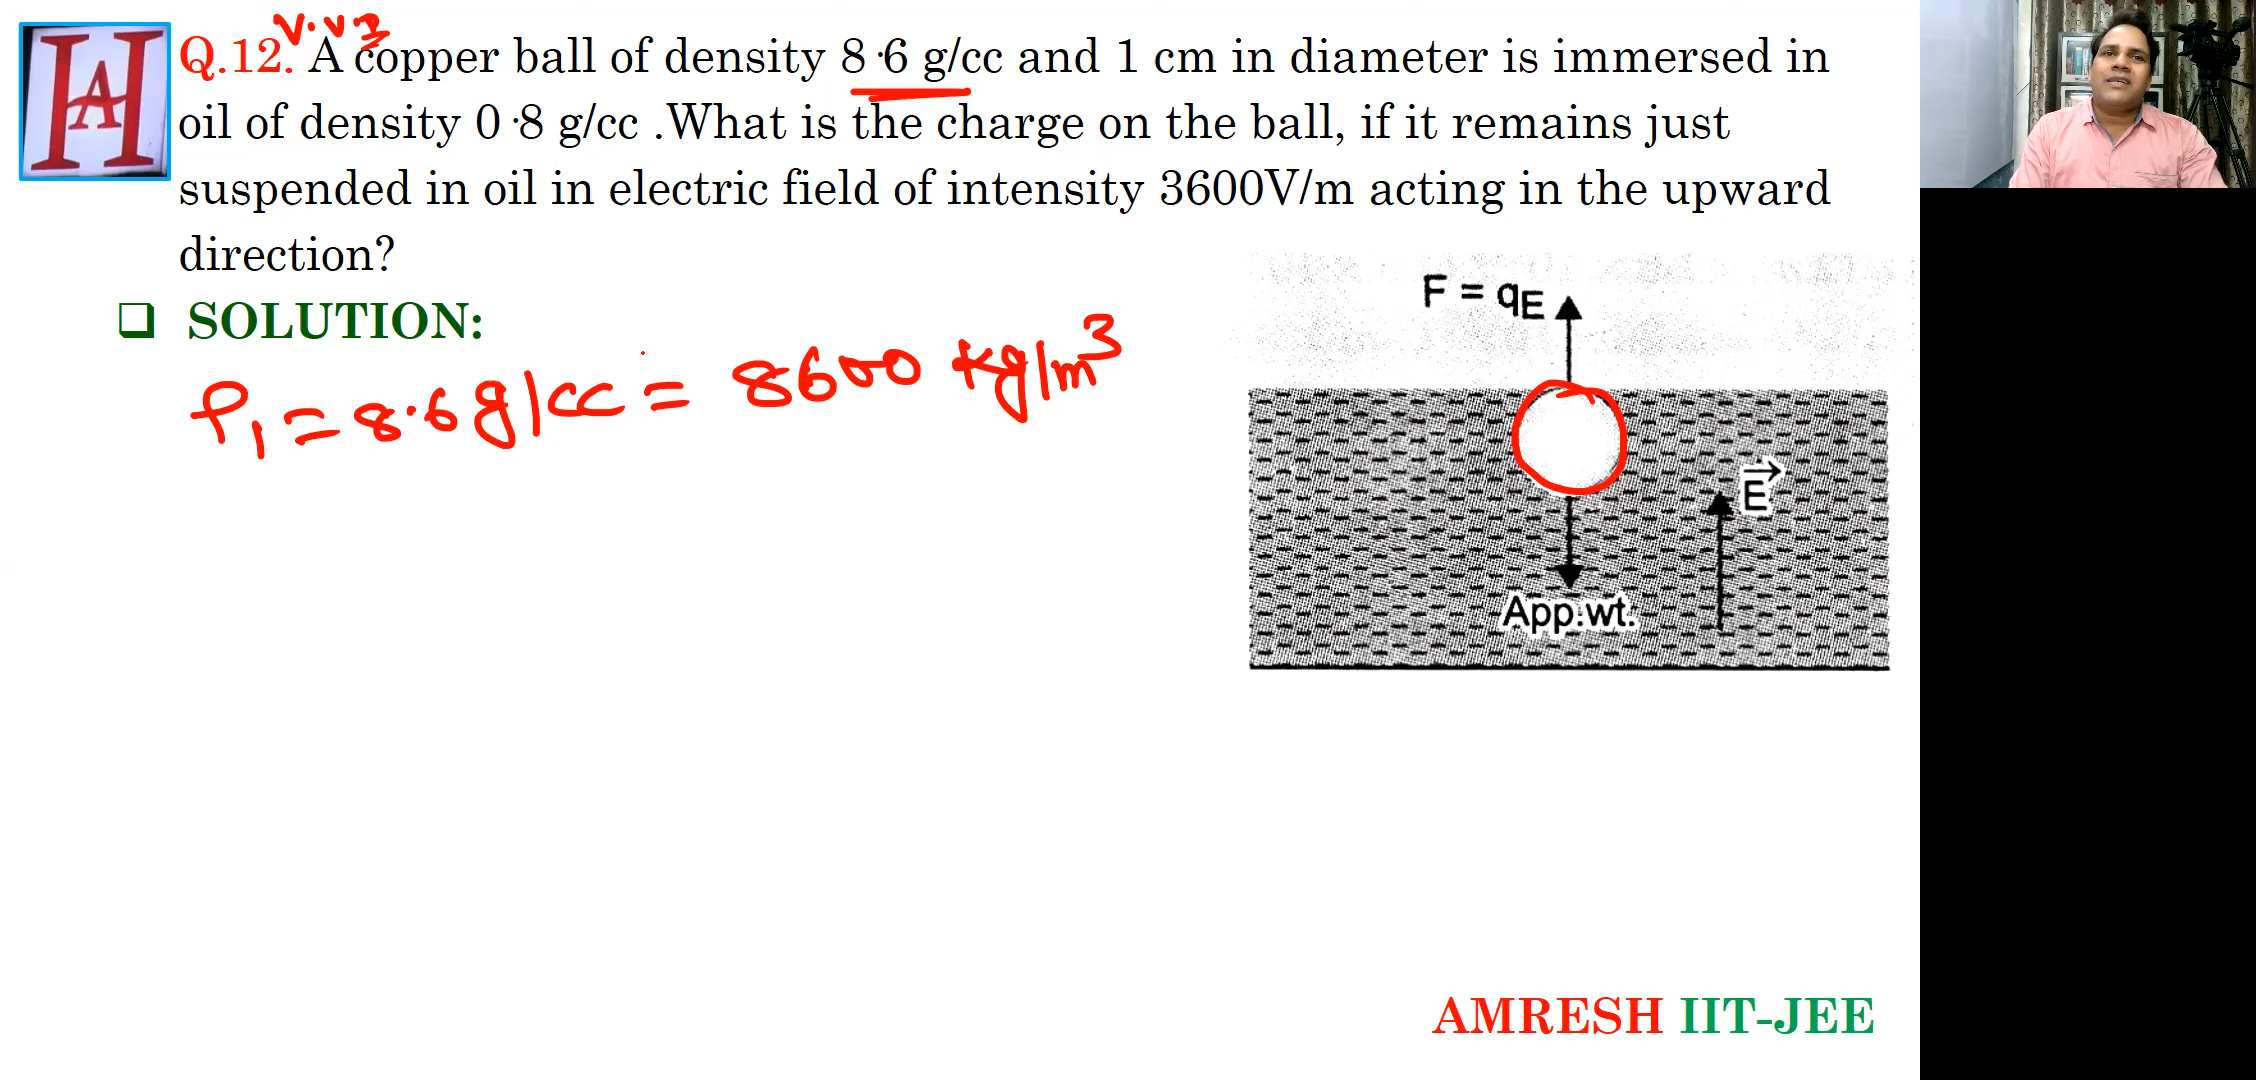 V.V.I
Q.12. A copper ball of density 8·6 g/cc and 1 cm in diameter is immersed in
oil of density 0·8 g/cc .What is the charge on the ball, if it remains just
suspended in oil in electric field of intensity 3600V/m acting in the upward
direction?
❑ SOLUTION:
ρ₁ = 8.6 g/cc = 8600 kg/m³
F = qE
E⃗
App.wt.
AMRESH IIT-JEE
HA